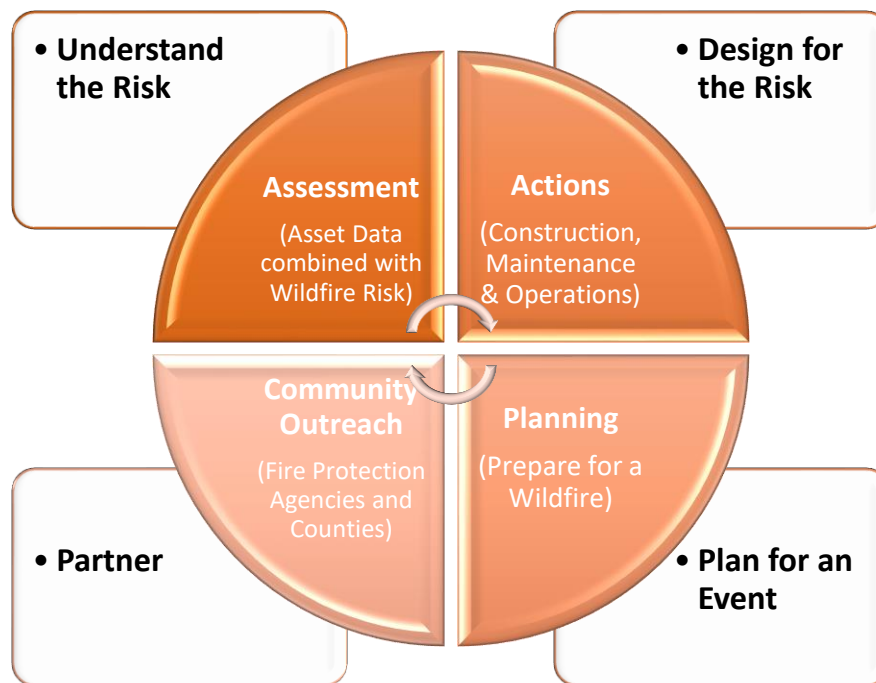 • Understand
the Risk
• Design for
the Risk
Assessment
(Asset Data
combined with
Wildfire Risk)
Actions
(Construction,
Maintenance
& Operations)
Community
Outreach
(Fire Protection
Agencies and
Counties)
Planning
(Prepare for a
Wildfire)
• Partner
• Plan for an
Event